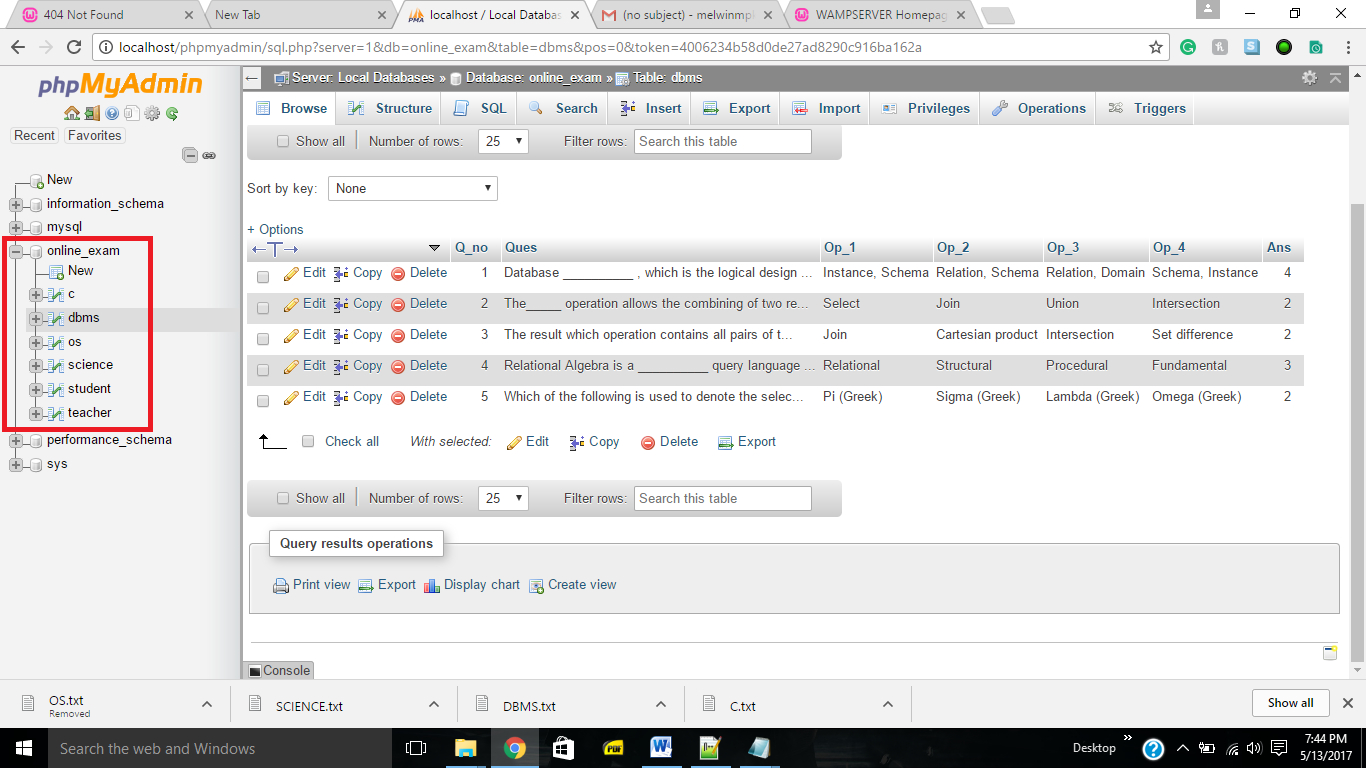 404 Not Found
New Tab
localhost / Local Databas
(no subject) - melwinmp
WAMPSERVER Homepag
localhost/phpmyadmin/sql.php?server=1&db=online_exam&table=dbms&pos=0&token=4006234b58d0de27ad8290c916ba162a
phpMyAdmin
Recent Favorites
New
information_schema
mysql
online_exam
New
c
dbms
os
science
student
teacher
performance_schema
sys
Server: Local Databases » Database: online_exam » Table: dbms
Browse Structure SQL Search Insert Export Import Privileges Operations Triggers
Show all Number of rows: 25 Filter rows: Search this table
Sort by key: None
+ Options
Q_no Ques Op_1 Op_2 Op_3 Op_4 Ans
Edit Copy Delete 1 Database __________ , which is the logical design ... Instance, Schema Relation, Schema Relation, Domain Schema, Instance 4
Edit Copy Delete 2 The_____ operation allows the combining of two re... Select Join Union Intersection 2
Edit Copy Delete 3 The result which operation contains all pairs of t... Join Cartesian product Intersection Set difference 2
Edit Copy Delete 4 Relational Algebra is a __________ query language ... Relational Structural Procedural Fundamental 3
Edit Copy Delete 5 Which of the following is used to denote the selec... Pi (Greek) Sigma (Greek) Lambda (Greek) Omega (Greek) 2
Check all With selected: Edit Copy Delete Export
Show all Number of rows: 25 Filter rows: Search this table
Query results operations
Print view Export Display chart Create view
Console
OS.txt
Removed
SCIENCE.txt
DBMS.txt
C.txt
Show all
Search the web and Windows
Desktop
7:44 PM
5/13/2017